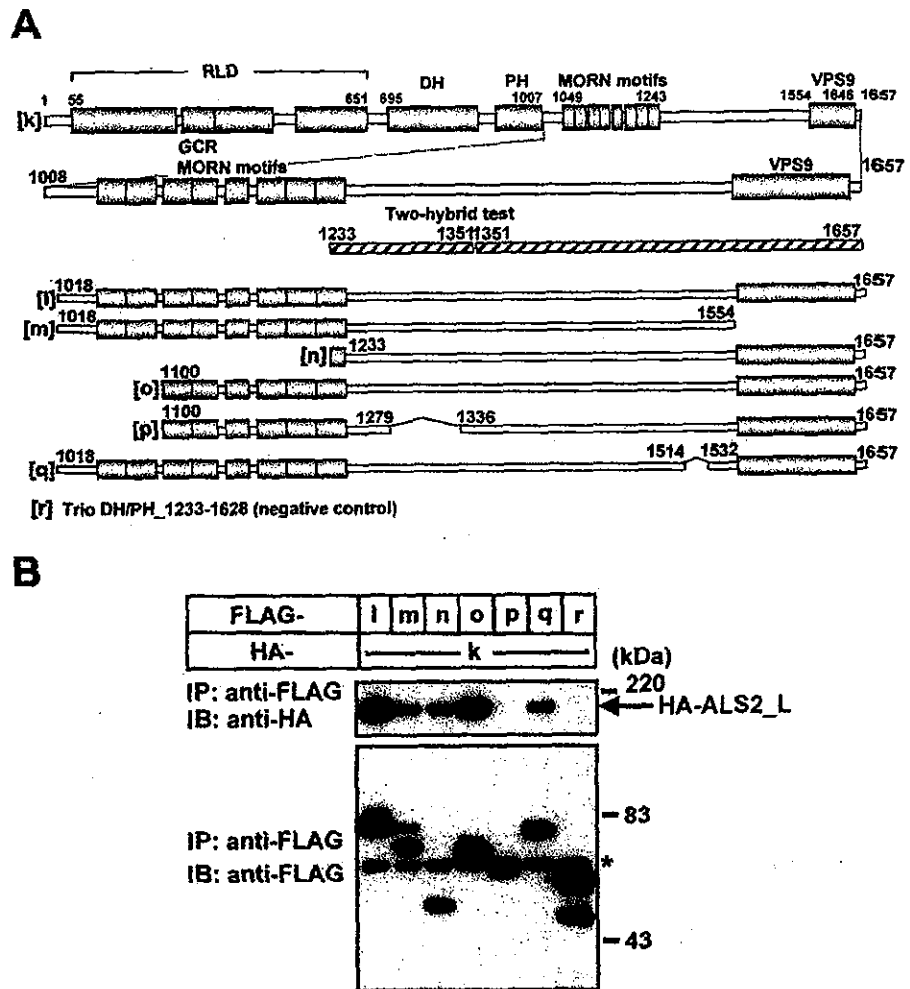 A
RLD
1 55 651 695 DH PH 1007 MORN motifs 1049 1243 VPS9 1554 1646 1657
[k]
GCR
MORN motifs
1008 VPS9 1657
Two-hybrid test
1233 1351 1351 1657
[l] 1018 1657
[m] 1018 1554
[n] 1233 1657
[o] 1100 1657
[p] 1100 1279 1336 1657
[q] 1018 1514 1532 1657
[r] Trio DH/PH_1233-1628 (negative control)
B
FLAG- l m n o p q r
HA- k (kDa)
IP: anti-FLAG 220
IB: anti-HA HA-ALS2_L
83
IP: anti-FLAG *
IB: anti-FLAG
43